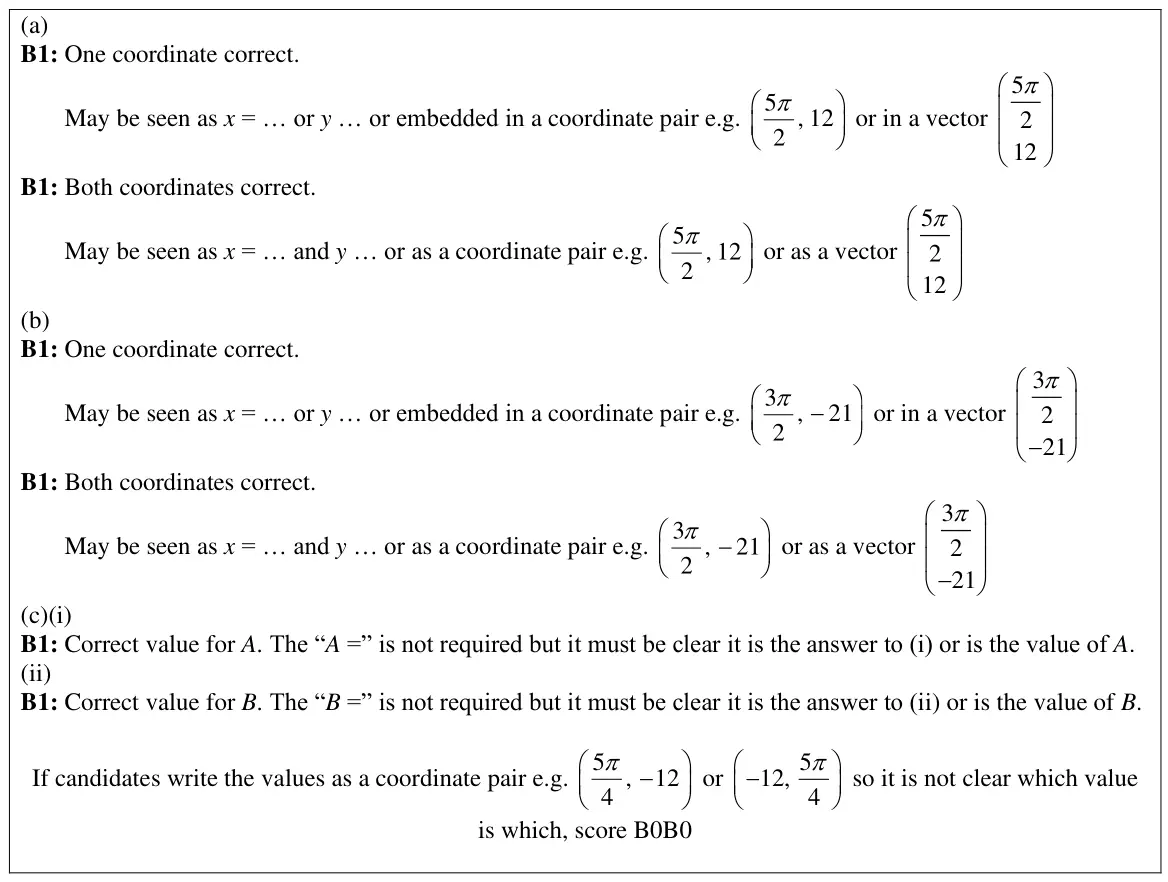 (a)
B1: One coordinate correct.
May be seen as x = … or y … or embedded in a coordinate pair e.g. (5π/2, 12) or in a vector (5π/2 12)
B1: Both coordinates correct.
May be seen as x = … and y … or as a coordinate pair e.g. (5π/2, 12) or as a vector (5π/2 12)
(b)
B1: One coordinate correct.
May be seen as x = … or y … or embedded in a coordinate pair e.g. (3π/2, −21) or in a vector (3π/2 −21)
B1: Both coordinates correct.
May be seen as x = … and y … or as a coordinate pair e.g. (3π/2, −21) or as a vector (3π/2 −21)
(c)(i)
B1: Correct value for A. The “A =” is not required but it must be clear it is the answer to (i) or is the value of A.
(ii)
B1: Correct value for B. The “B =” is not required but it must be clear it is the answer to (ii) or is the value of B.
If candidates write the values as a coordinate pair e.g. (5π/4, −12) or (−12, 5π/4) so it is not clear which value
is which, score B0B0